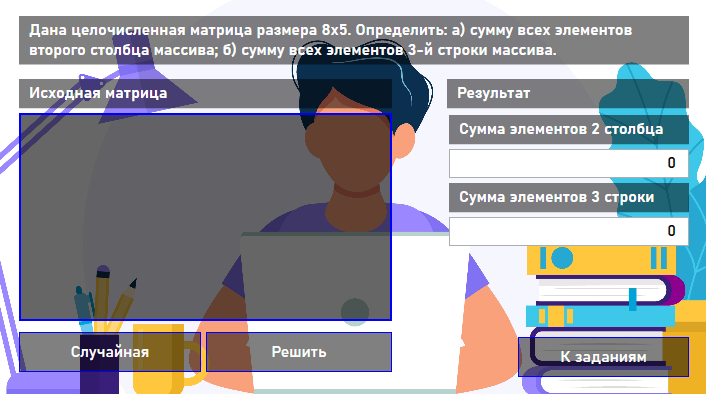 Дана целочисленная матрица размера 8х5. Определить: а) сумму всех элементов
второго столбца массива; б) сумму всех элементов 3-й строки массива.
Исходная матрица
Результат
Сумма элементов 2 столбца
0
Сумма элементов 3 строки
0
Случайная
Решить
К заданиям